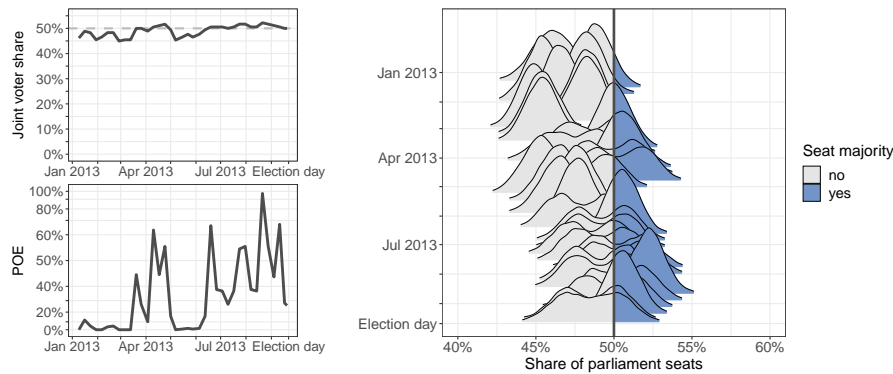 Joint voter share
50%
40%
30%
20%
10%
0%
Jan 2013 Apr 2013 Jul 2013 Election day
POE
100%
80%
60%
40%
20%
0%
Jan 2013 Apr 2013 Jul 2013 Election day
Jan 2013
Apr 2013
Jul 2013
Election day
40% 45% 50% 55% 60%
Share of parliament seats
Seat majority
no
yes